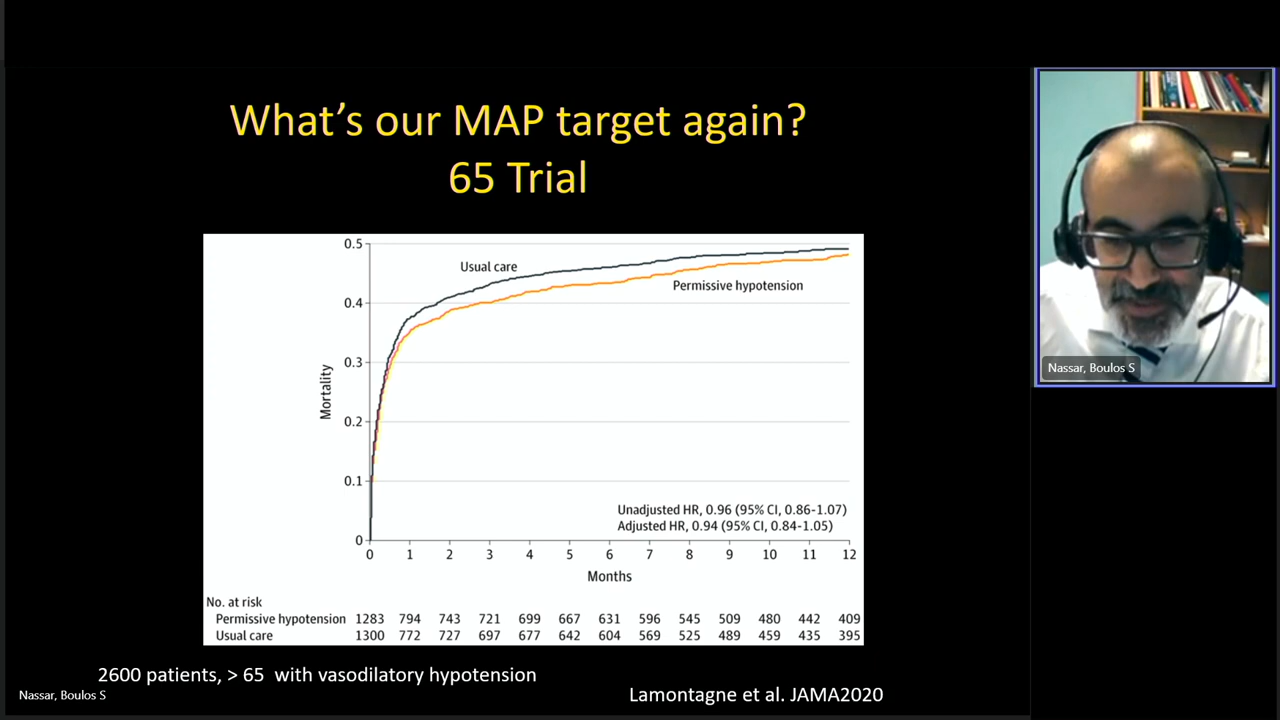 What's our MAP target again?
65 Trial
0.5
0.4
0.3
0.2
0.1
0
Mortality
Usual care
Permissive hypotension
Unadjusted HR, 0.96 (95% CI, 0.86-1.07)
Adjusted HR, 0.94 (95% CI, 0.84-1.05)
0 1 2 3 4 5 6 7 8 9 10 11 12
Months
No. at risk
Permissive hypotension 1283 794 743 721 699 667 631 596 545 509 480 442 409
Usual care 1300 772 727 697 677 642 604 569 525 489 459 435 395
2600 patients, > 65 with vasodilatory hypotension
Lamontagne et al. JAMA2020
Nassar, Boulos S
Nassar, Boulos S